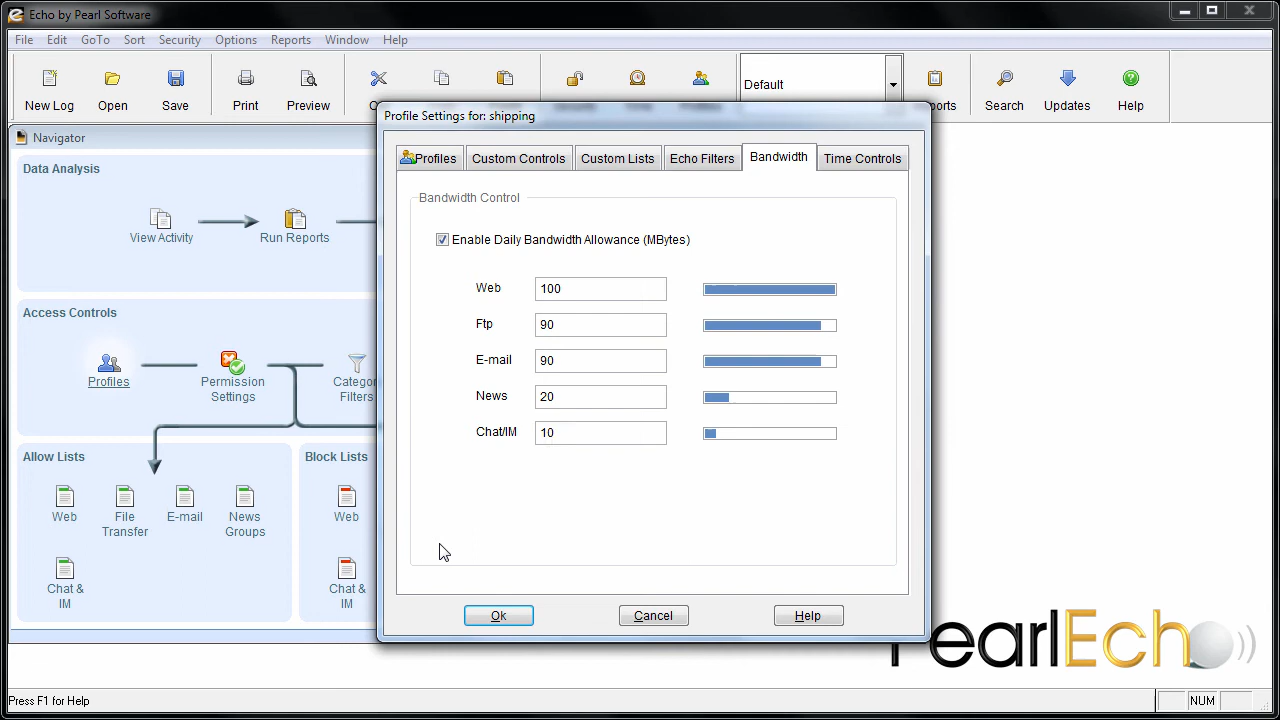 Echo by Pearl Software
File Edit GoTo Sort Security Options Reports Window Help
New Log Open Save Print Preview Default Search Updates Help
Navigator
Data Analysis
View Activity Run Reports
Access Controls
Profiles Permission Settings Filters
Allow Lists Block Lists
Web File Transfer E-mail News Groups Web
Chat & IM Chat & IM
Profile Settings for: shipping
Profiles Custom Controls Custom Lists Echo Filters Bandwidth Time Controls
Bandwidth Control
Enable Daily Bandwidth Allowance (MBytes)
Web 100
Ftp 90
E-mail 90
News 20
Chat/IM 10
Ok Cancel Help
PearlEcho
Press F1 for Help NUM